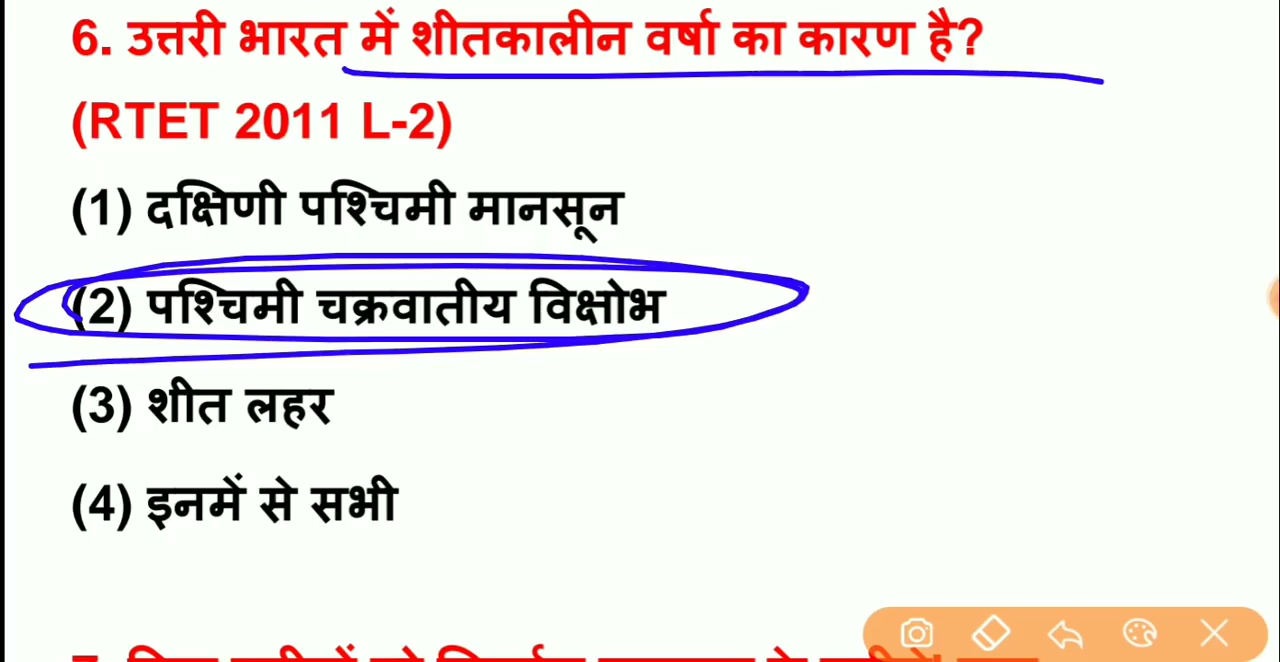 6. उत्तरी भारत में शीतकालीन वर्षा का कारण है?
(RTET 2011 L-2)
(1) दक्षिणी पश्चिमी मानसून
(2) पश्चिमी चक्रवातीय विक्षोभ
(3) शीत लहर
(4) इनमें से सभी